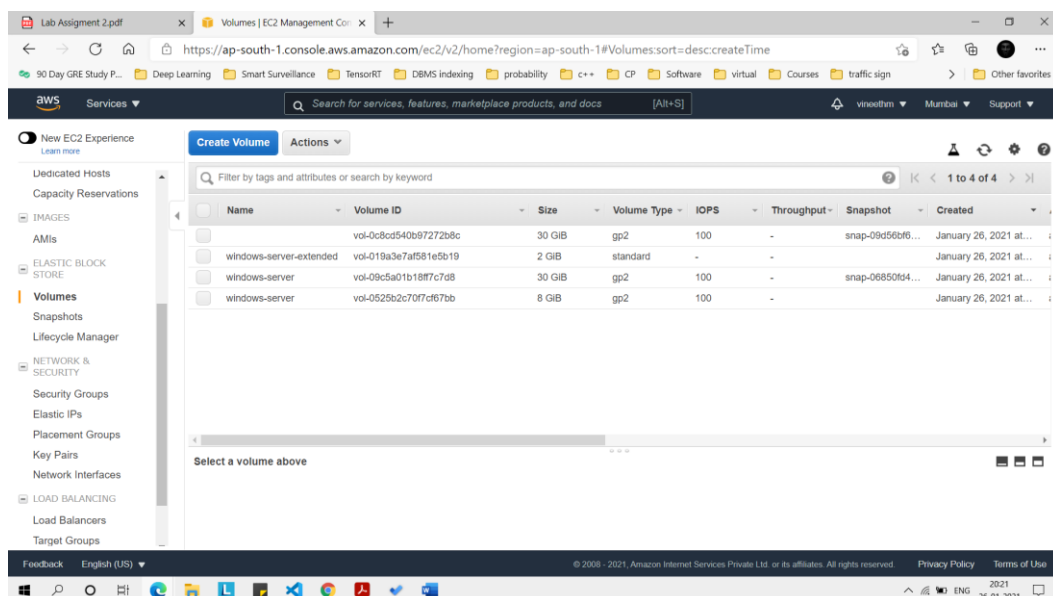 Lab Assigment 2.pdf
Volumes | EC2 Management Con
https://ap-south-1.console.aws.amazon.com/ec2/v2/home?region=ap-south-1#Volumes:sort=desc:createTime
90 Day GRE Study P... Deep Learning Smart Surveillance TensorRT DBMS indexing probability c++ CP Software virtual Courses traffic sign Other favorites
aws Services Search for services, features, marketplace products, and docs [Alt+S] vineethm Mumbai Support
New EC2 Experience
Learn more
Dedicated Hosts
Capacity Reservations
IMAGES
AMIs
ELASTIC BLOCK
STORE
Volumes
Snapshots
Lifecycle Manager
NETWORK &
SECURITY
Security Groups
Elastic IPs
Placement Groups
Key Pairs
Network Interfaces
LOAD BALANCING
Load Balancers
Target Groups
Create Volume Actions
Filter by tags and attributes or search by keyword 1 to 4 of 4
Name Volume ID Size Volume Type IOPS Throughput Snapshot Created
vol-0c8cd540b97272b8c 30 GiB gp2 100 - snap-09d56bf6... January 26, 2021 at...
windows-server-extended vol-019a3e7af581e5b19 2 GiB standard - - January 26, 2021 at...
windows-server vol-09c5a01b18ff7c7d8 30 GiB gp2 100 - snap-06850fd4... January 26, 2021 at...
windows-server vol-0525b2c70f7cf67bb 8 GiB gp2 100 - January 26, 2021 at...
Select a volume above
Feedback English (US) © 2008 - 2021, Amazon Internet Services Private Ltd. or its affiliates. All rights reserved. Privacy Policy Terms of Use
ENG
2021